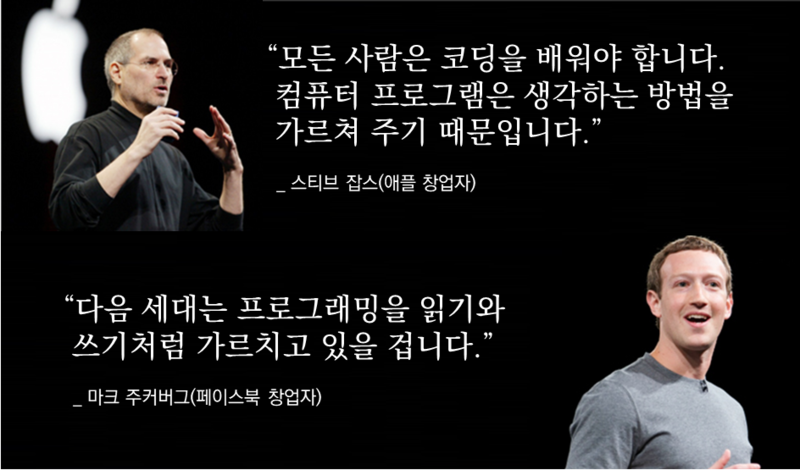 “모든 사람은 코딩을 배워야 합니다.
컴퓨터 프로그램은 생각하는 방법을
가르쳐 주기 때문입니다.”
_ 스티브 잡스(애플 창업자)
“다음 세대는 프로그래밍을 읽기와
쓰기처럼 가르치고 있을 겁니다.”
_ 마크 주커버그(페이스북 창업자)